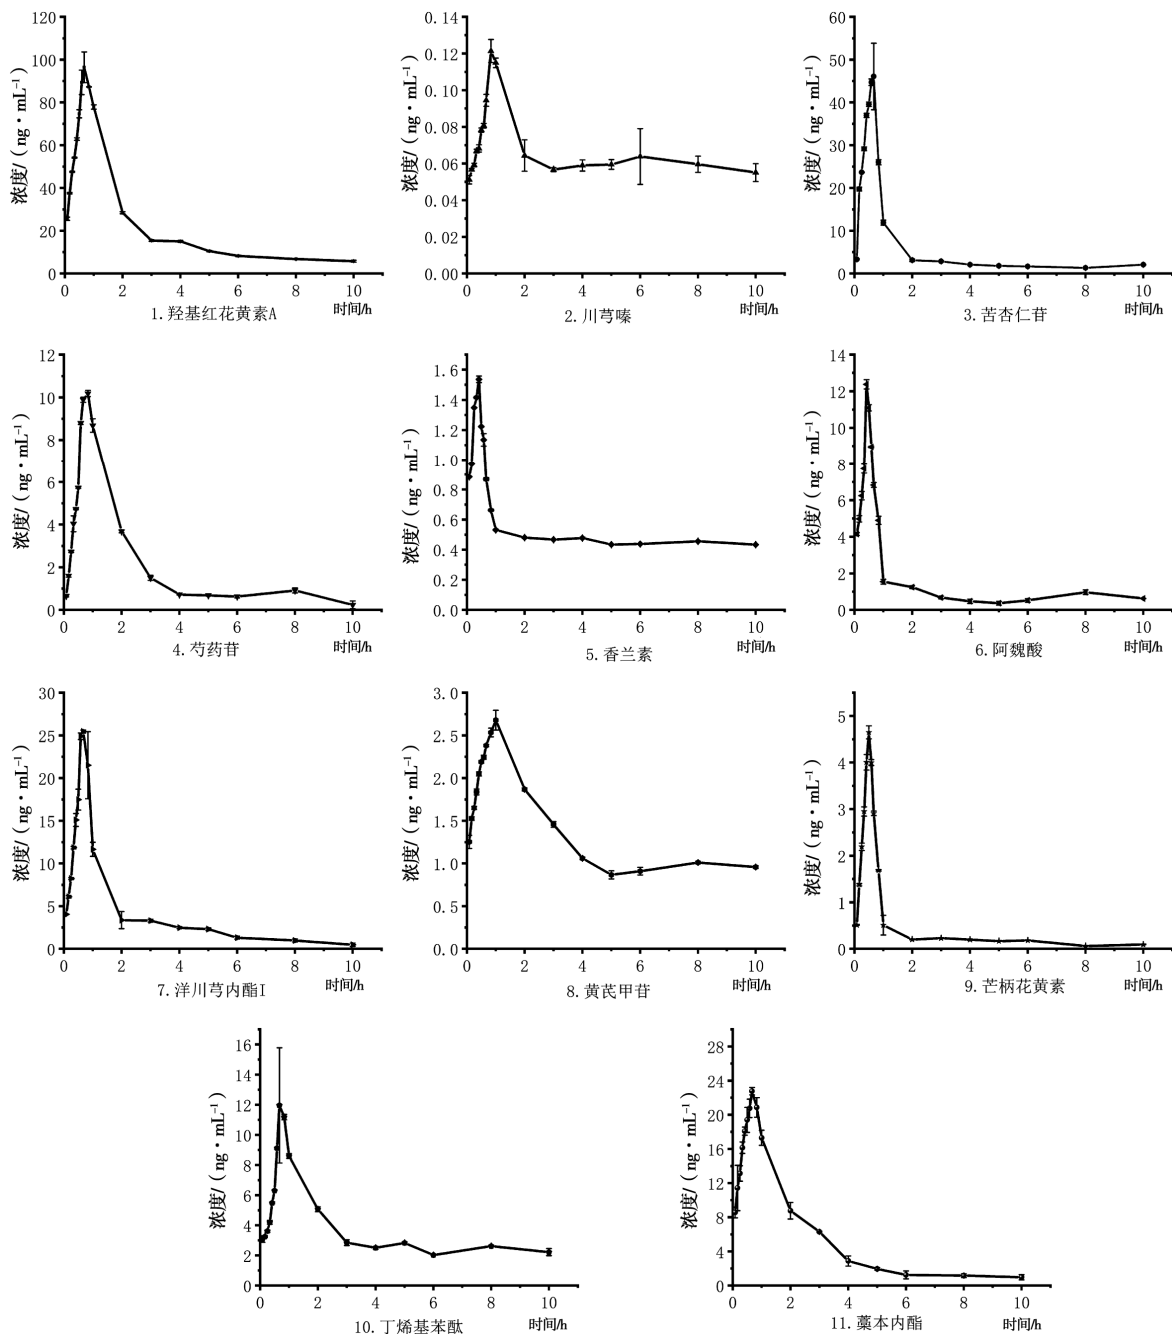 120
100
80
60
40
20
0
浓度/(ng·mL⁻¹)
0 2 4 6 8 10
时间/h
1.羟基红花黄素A
0.14
0.12
0.10
0.08
0.06
0.04
0.02
0.00
浓度/(ng·mL⁻¹)
0 2 4 6 8 10
时间/h
2.川芎嗪
60
50
40
30
20
10
0
浓度/(ng·mL⁻¹)
0 2 4 6 8 10
时间/h
3.苦杏仁苷
12
10
8
6
4
2
0
浓度/(ng·mL⁻¹)
0 2 4 6 8 10
时间/h
4.芍药苷
1.6
1.4
1.2
1.0
0.8
0.6
0.4
0.2
0.0
浓度/(ng·mL⁻¹)
0 2 4 6 8 10
时间/h
5.香兰素
14
12
10
8
6
4
2
0
浓度/(ng·mL⁻¹)
0 2 4 6 8 10
时间/h
6.阿魏酸
30
25
20
15
10
5
0
浓度/(ng·mL⁻¹)
0 2 4 6 8 10
时间/h
7.洋川芎内酯I
3.0
2.5
2.0
1.5
1.0
0.5
0.0
浓度/(ng·mL⁻¹)
0 2 4 6 8 10
时间/h
8.黄芪甲苷
5
4
3
2
1
0
浓度/(ng·mL⁻¹)
0 2 4 6 8 10
时间/h
9.芒柄花黄素
16
14
12
10
8
6
4
2
0
浓度/(ng·mL⁻¹)
0 2 4 6 8 10
时间/h
10.丁烯基苯酞
28
24
20
16
12
8
4
0
浓度/(ng·mL⁻¹)
0 2 4 6 8 10
时间/h
11.藁本内酯